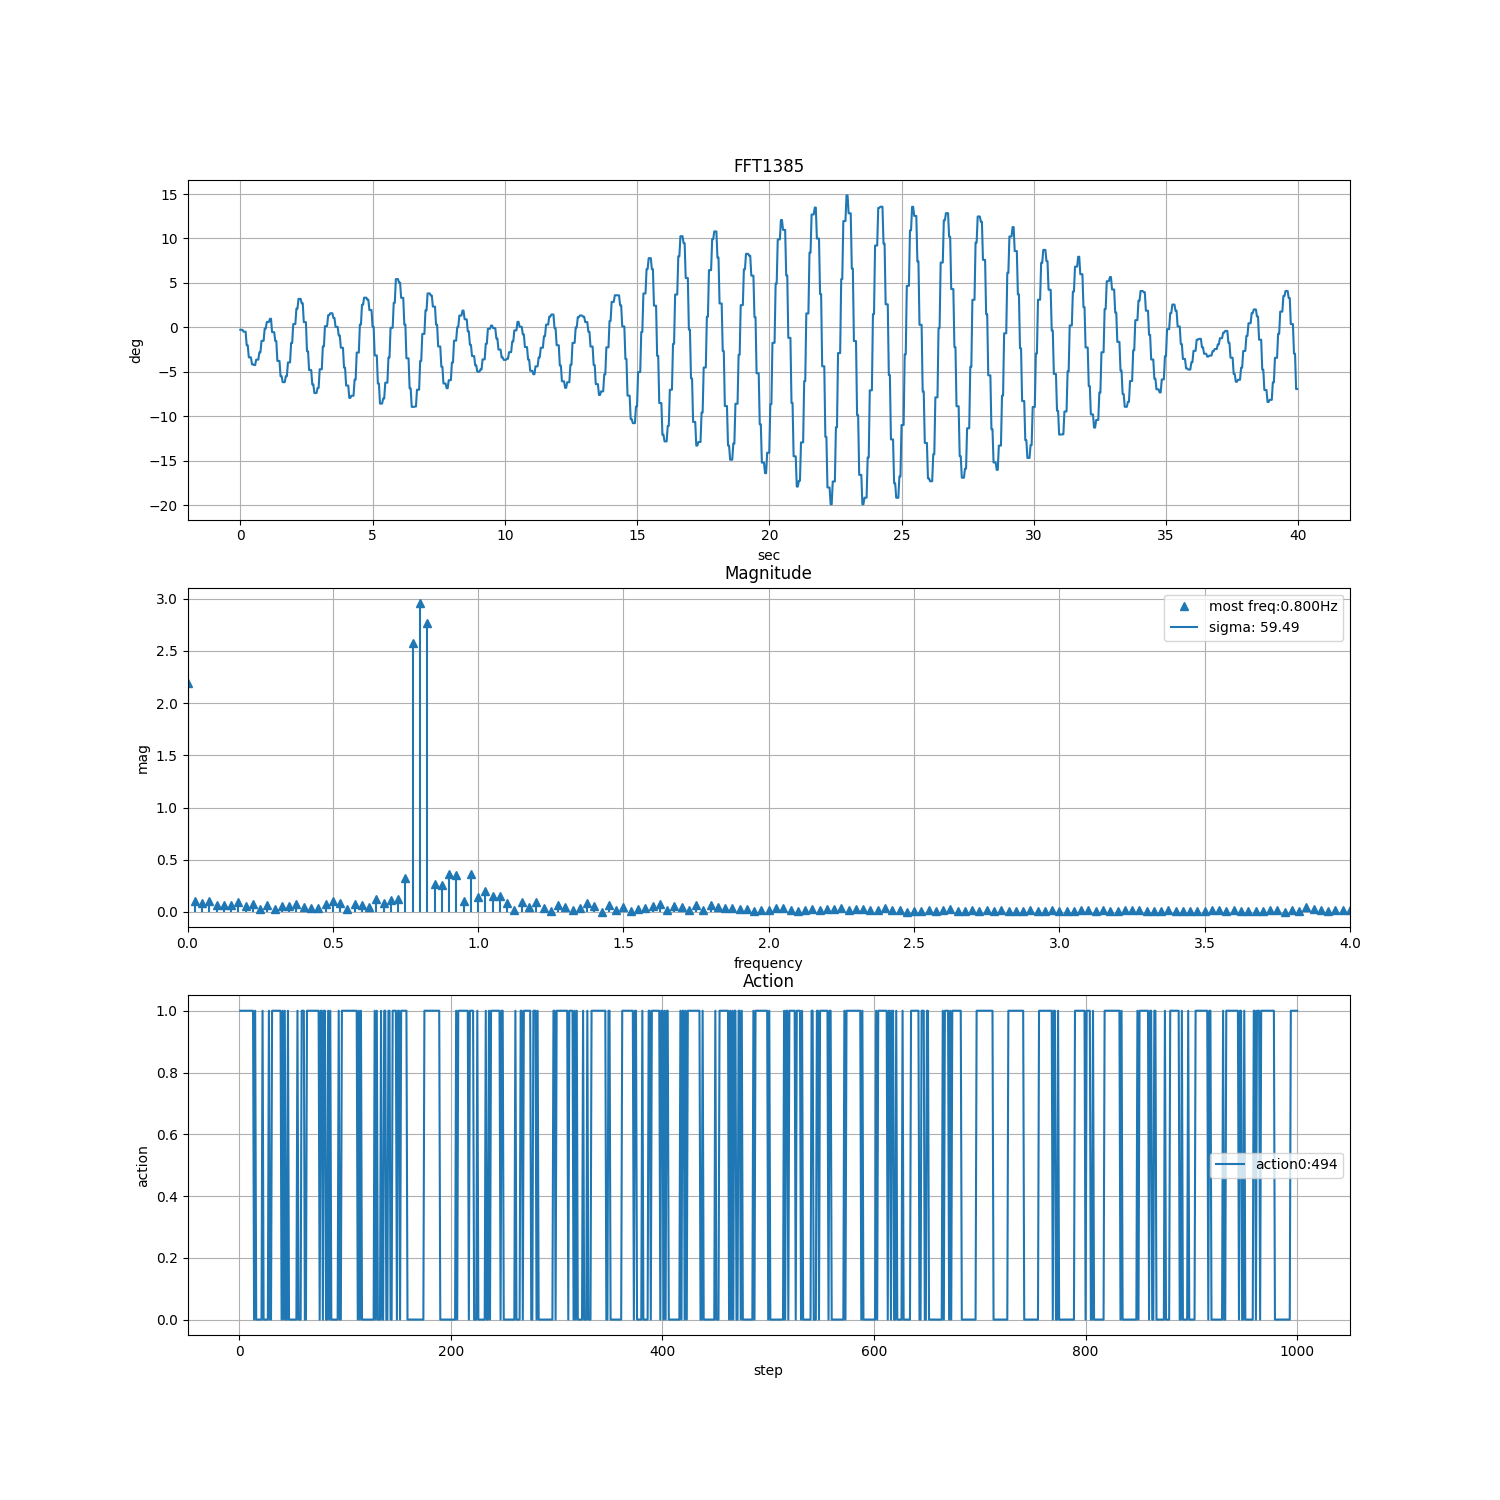 FFT1385
15
10
5
0
−5
−10
−15
−20
deg
0 5 10 15 20 25 30 35 40
sec
Magnitude
3.0
2.5
2.0
1.5
1.0
0.5
0.0
mag
most freq:0.800Hz
sigma: 59.49
0.0 0.5 1.0 1.5 2.0 2.5 3.0 3.5 4.0
frequency
Action
1.0
0.8
0.6
0.4
0.2
0.0
action
action0:494
0 200 400 600 800 1000
step